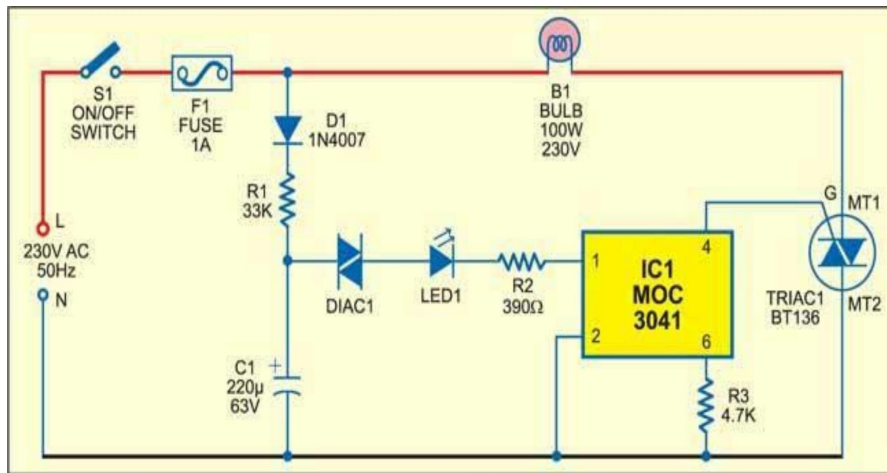 S1
ON/OFF
SWITCH
F1
FUSE
1A
D1
1N4007
B1
BULB
100W
230V
R1
33K
L
230V AC
50Hz
N
DIAC1
LED1
R2
390Ω
1
2
IC1
MOC
3041
4
6
G
MT1
TRIAC1
BT136
MT2
C1
+
220µ
63V
R3
4.7K